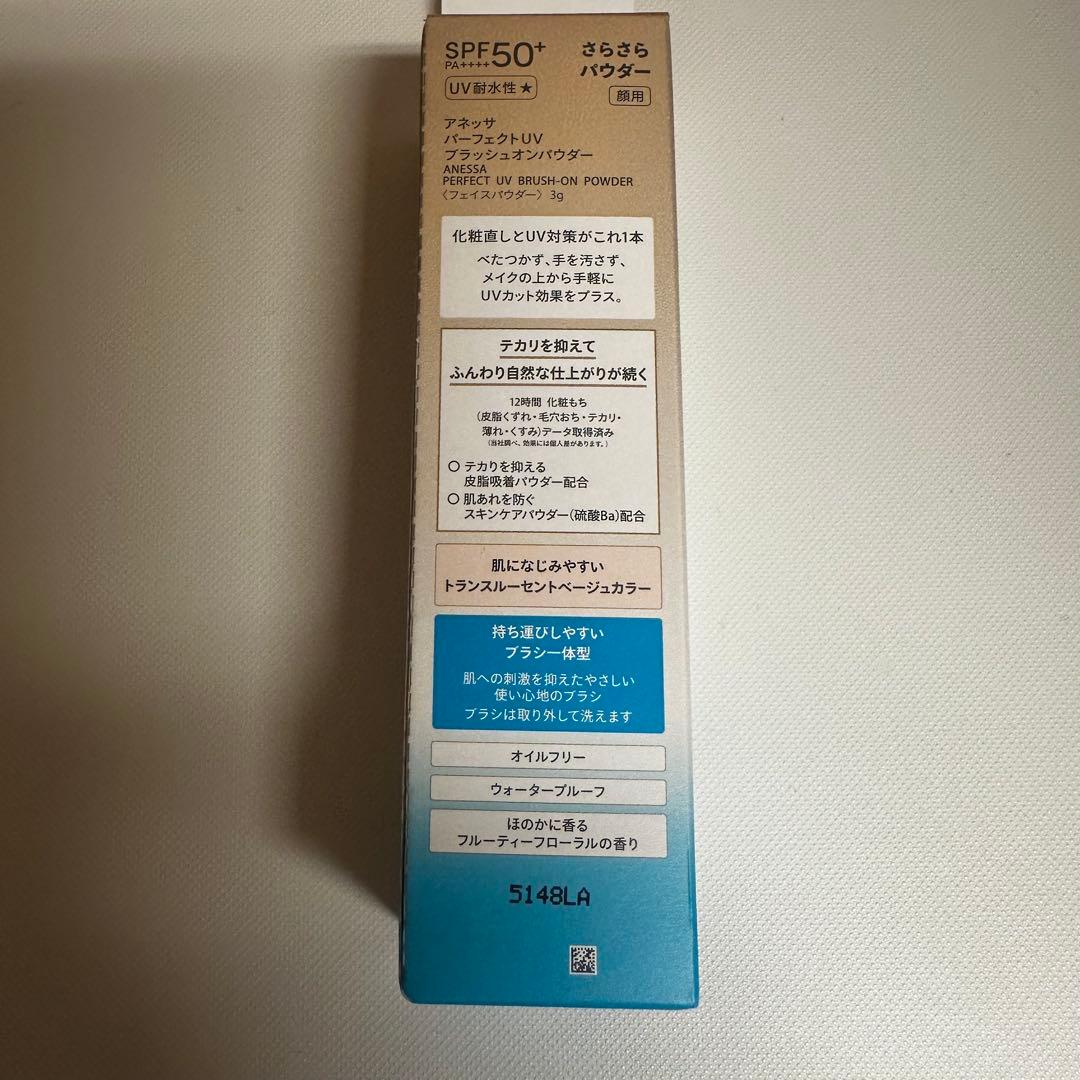 SPF50+
PA++++
UV耐水性★
さらさら
パウダー
顔用
アネッサ
パーフェクトUV
ブラッシュオンパウダー
ANESSA
PERFECT UV BRUSH-ON POWDER
〈フェイスパウダー〉 3g
化粧直しとUV対策がこれ1本
べたつかず、手を汚さず、
メイクの上から手軽に
UVカット効果をプラス。
テカリを抑えて
ふんわり自然な仕上がりが続く
12時間 化粧もち
(皮脂くずれ・毛穴おち・テカリ・
薄れ・くすみ)データ取得済み
(当社調べ、効果には個人差があります。)
○ テカリを抑える
皮脂吸着パウダー配合
○ 肌あれを防ぐ
スキンケアパウダー(硫酸Ba)配合
肌になじみやすい
トランスルーセントベージュカラー
持ち運びしやすい
ブラシ一体型
肌への刺激を抑えたやさしい
使い心地のブラシ
ブラシは取り外して洗えます
オイルフリー
ウォータープルーフ
ほのかに香る
フルーティーフローラルの香り
5148LA